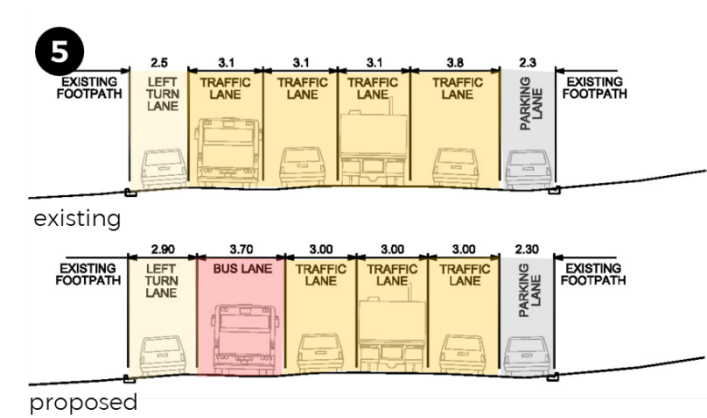 5
2.5 3.1 3.1 3.1 3.8 2.3
EXISTING FOOTPATH
LEFT TURN LANE
TRAFFIC LANE
TRAFFIC LANE
TRAFFIC LANE
TRAFFIC LANE
PARKING LANE
EXISTING FOOTPATH
existing
2.90 3.70 3.00 3.00 3.00 2.30
EXISTING FOOTPATH
LEFT TURN LANE
BUS LANE
TRAFFIC LANE
TRAFFIC LANE
TRAFFIC LANE
PARKING LANE
EXISTING FOOTPATH
proposed